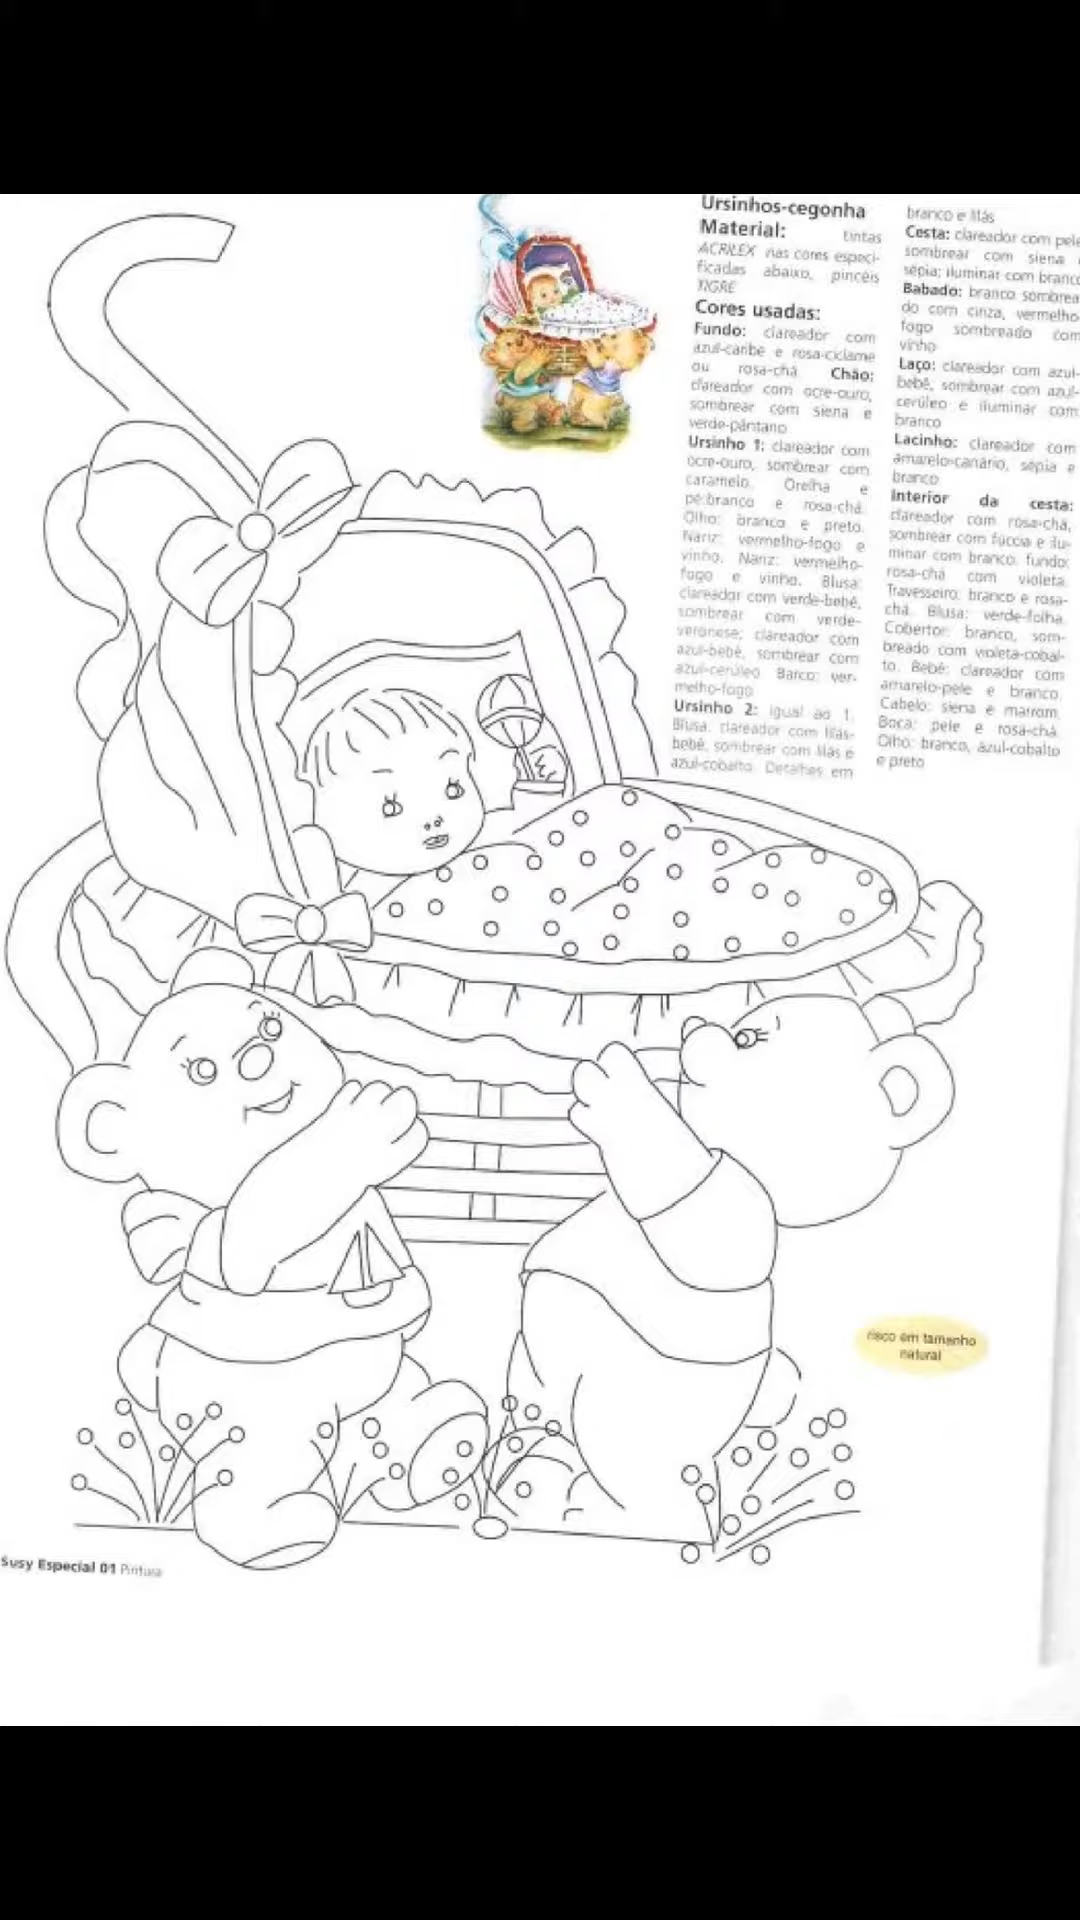 Ursinhos-cegonha
Material: tintas
ACRILEX nas cores especi-
ficadas abaixo, pincéis
TIGRE
Cores usadas:
Fundo: clareador com
azul-caribe e rosa-ciclame
ou rosa-chá Chão:
clareador com ocre-ouro,
sombrear com siena e
verde-pântano
Ursinho 1: clareador com
ocre-ouro, sombrear com
caramelo. Orelha e
pé:branco e rosa-chá.
Olho: branco e preto.
Nariz: vermelho-fogo e
vinho. Nariz: vermelho-
fogo e vinho. Blusa:
clareador com verde-bebê,
sombrear com verde-
veronese; clareador com
azul-bebê, sombrear com
azul-cerúleo Barco: ver-
melho-fogo
Ursinho 2: igual ao 1.
Blusa: clareador com lilás-
bebê, sombrear com lilás e
azul-cobalto. Detalhes em
branco e lilás
Cesta: clareador com pele
sombrear com siena
sépia; iluminar com branco
Babado: branco sombrea-
do com cinza, vermelho-
fogo sombreado com
vinho
Laço: clareador com azul-
bebê, sombrear com azul-
cerúleo e iluminar com
branco
Lacinho: clareador com
amarelo-canário, sépia e
branco
Interior da cesta:
clareador com rosa-chá,
sombrear com fúccia e ilu-
minar com branco, fundo:
rosa-chá com violeta.
Travesseiro: branco e rosa-
chá. Blusa: verde-folha.
Cobertor: branco, som-
breado com violeta-cobal-
to. Bebê: clareador com
amarelo-pele e branco.
Cabelo: siena e marrom.
Boca: pele e rosa-chá.
Olho: branco, azul-cobalto
e preto
risco em tamanho
natural
Susy Especial 01 Pintura